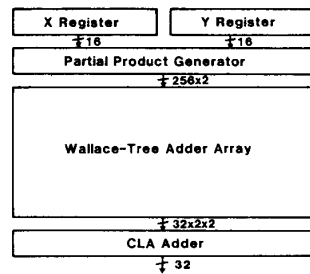 X Register Y Register
16 16
Partial Product Generator
256x2
Wallace-Tree Adder Array
32x2x2
CLA Adder
32